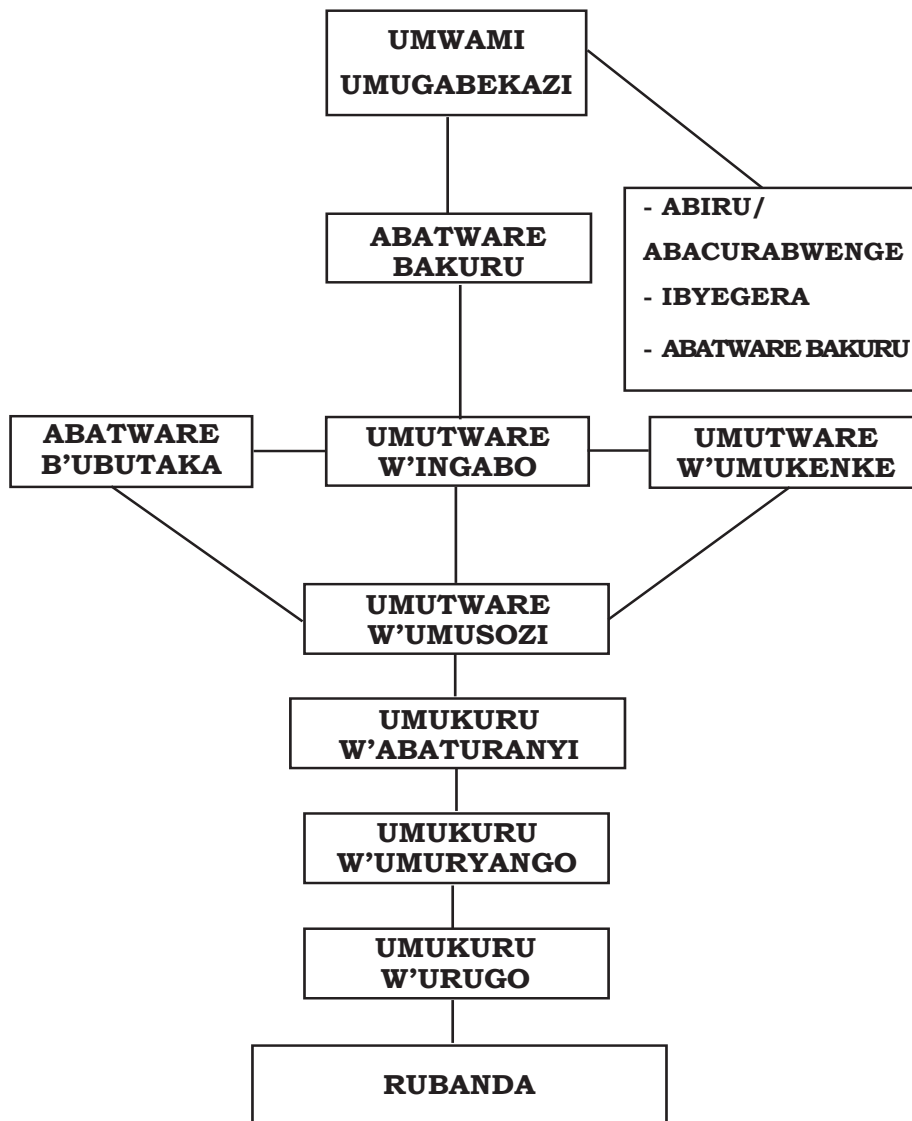 UMWAMI
UMUGABEKAZI
- ABIRU/
ABACURABWENGE
- IBYEGERA
- ABATWARE BAKURU
ABATWARE
BAKURU
ABATWARE
B'UBUTAKA
UMUTWARE
W'INGABO
UMUTWARE
W'UMUKENKE
UMUTWARE
W'UMUSOZI
UMUKURU
W'ABATURANYI
UMUKURU
W'UMURYANGO
UMUKURU
W'URUGO
RUBANDA